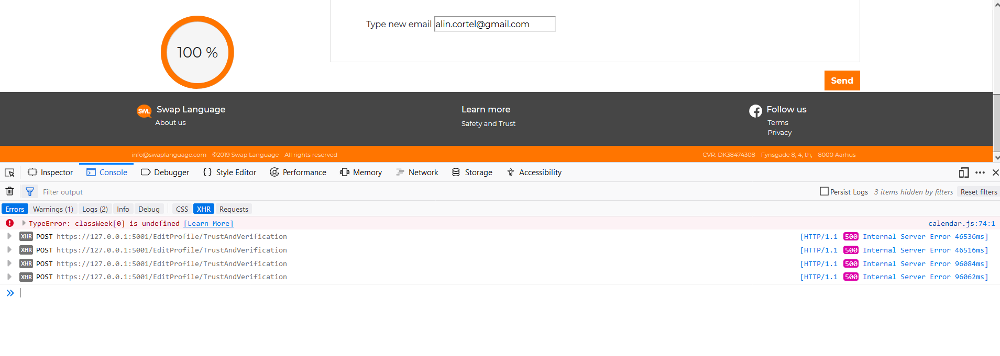 Type new email alin.cortel@gmail.com
100 %
Send
SWL Swap Language
About us
Learn more
Safety and Trust
Follow us
Terms
Privacy
info@swaplanguage.com ©2019 Swap Language All rights reserved
CVR: DK38474308 Fynsgade 8, 4, th, 8000 Aarhus
Inspector Console Debugger Style Editor Performance Memory Network Storage Accessibility
Filter output Persist Logs 3 items hidden by filters Reset filters
Errors Warnings (1) Logs (2) Info Debug CSS XHR Requests
TypeError: classWeek[0] is undefined [Learn More] calendar.js:74:1
XHR POST https://127.0.0.1:5001/EditProfile/TrustAndVerification [HTTP/1.1 500 Internal Server Error 46536ms]
XHR POST https://127.0.0.1:5001/EditProfile/TrustAndVerification [HTTP/1.1 500 Internal Server Error 46516ms]
XHR POST https://127.0.0.1:5001/EditProfile/TrustAndVerification [HTTP/1.1 500 Internal Server Error 96084ms]
XHR POST https://127.0.0.1:5001/EditProfile/TrustAndVerification [HTTP/1.1 500 Internal Server Error 96062ms]